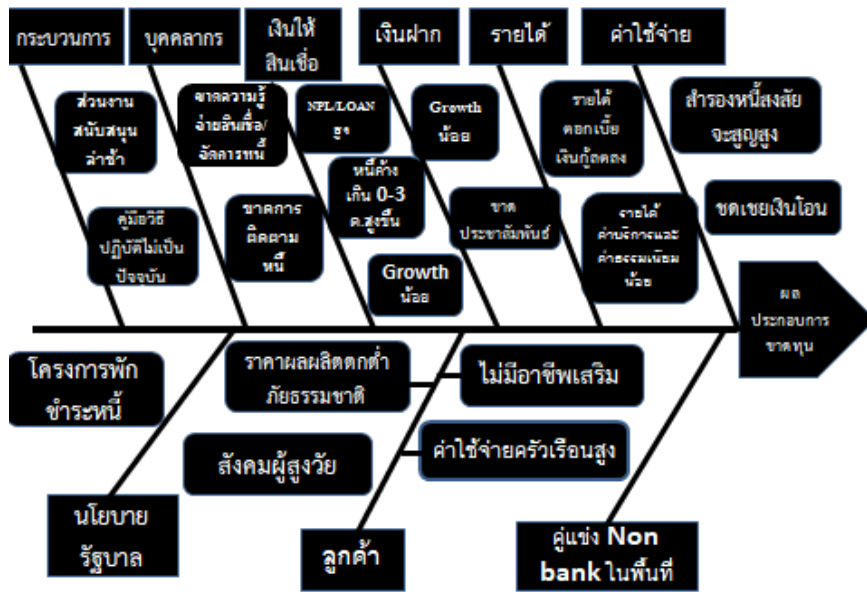 กระบวนการ
บุคคลากร
เงินให้
สินเชื่อ
เงินฝาก
รายได้
ค่าใช้จ่าย
ส่วนงาน
สนับสนุน
ล่าช้า
ขาดความรู้
จ่ายสินเชื่อ/
จัดการหนี้
NPL/LOAN
สูง
Growth
น้อย
รายได้
ดอกเบี้ย
เงินกู้ลดลง
สำรองหนี้สงสัย
จะสูญสูง
คู่มือวิธี
ปฏิบัติไม่เป็น
ปัจจุบัน
ขาดการ
ติดตาม
หนี้
หนี้ค้าง
เกิน 0-3
ด.สูงขึ้น
Growth
น้อย
ขาด
ประชาสัมพันธ์
รายได้
ค่าบริการและ
ค่าธรรมเนียม
น้อย
ชดเชยเงินโอน
ผล
ประกอบการ
ขาดทุน
โครงการพัก
ชำระหนี้
ราคาผลผลิตตกต่ำ
ภัยธรรมชาติ
ไม่มีอาชีพเสริม
สังคมผู้สูงวัย
ค่าใช้จ่ายครัวเรือนสูง
นโยบาย
รัฐบาล
ลูกค้า
คู่แข่ง Non
bank ในพื้นที่